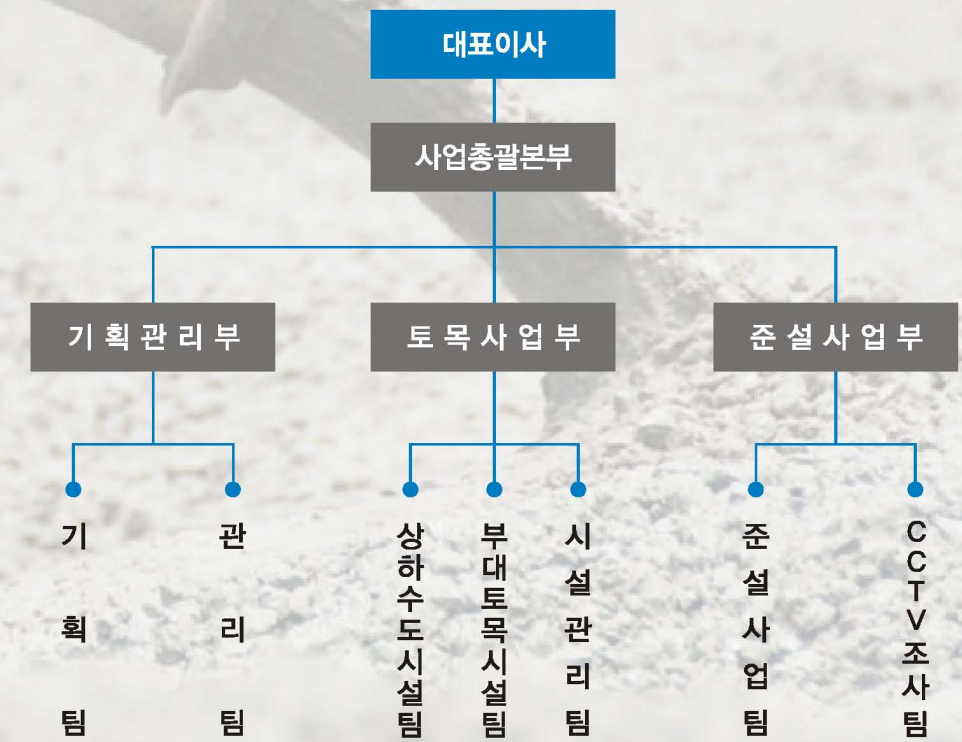 대표이사
사업총괄본부
기획관리부
토목사업부
준설사업부
기획팀
관리팀
상하수도시설팀
부대토목시설팀
시설관리팀
준설사업팀
CCTV조사팀